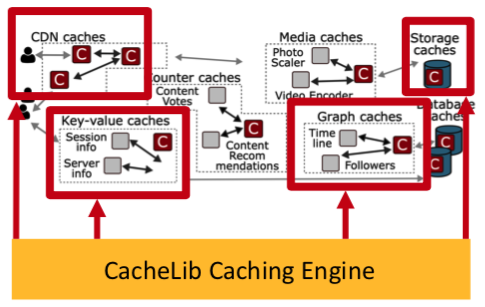 CDN caches
C
C
C
Media caches
Photo
Scaler
C
Video Encoder
Storage
caches
C
Counter caches
Content
Votes
C
Content
Recom
mendations
Key-value caches
Session
info
C
Server
info
Graph caches
Time
line
C
Followers
Database
caches
C
C
CacheLib Caching Engine